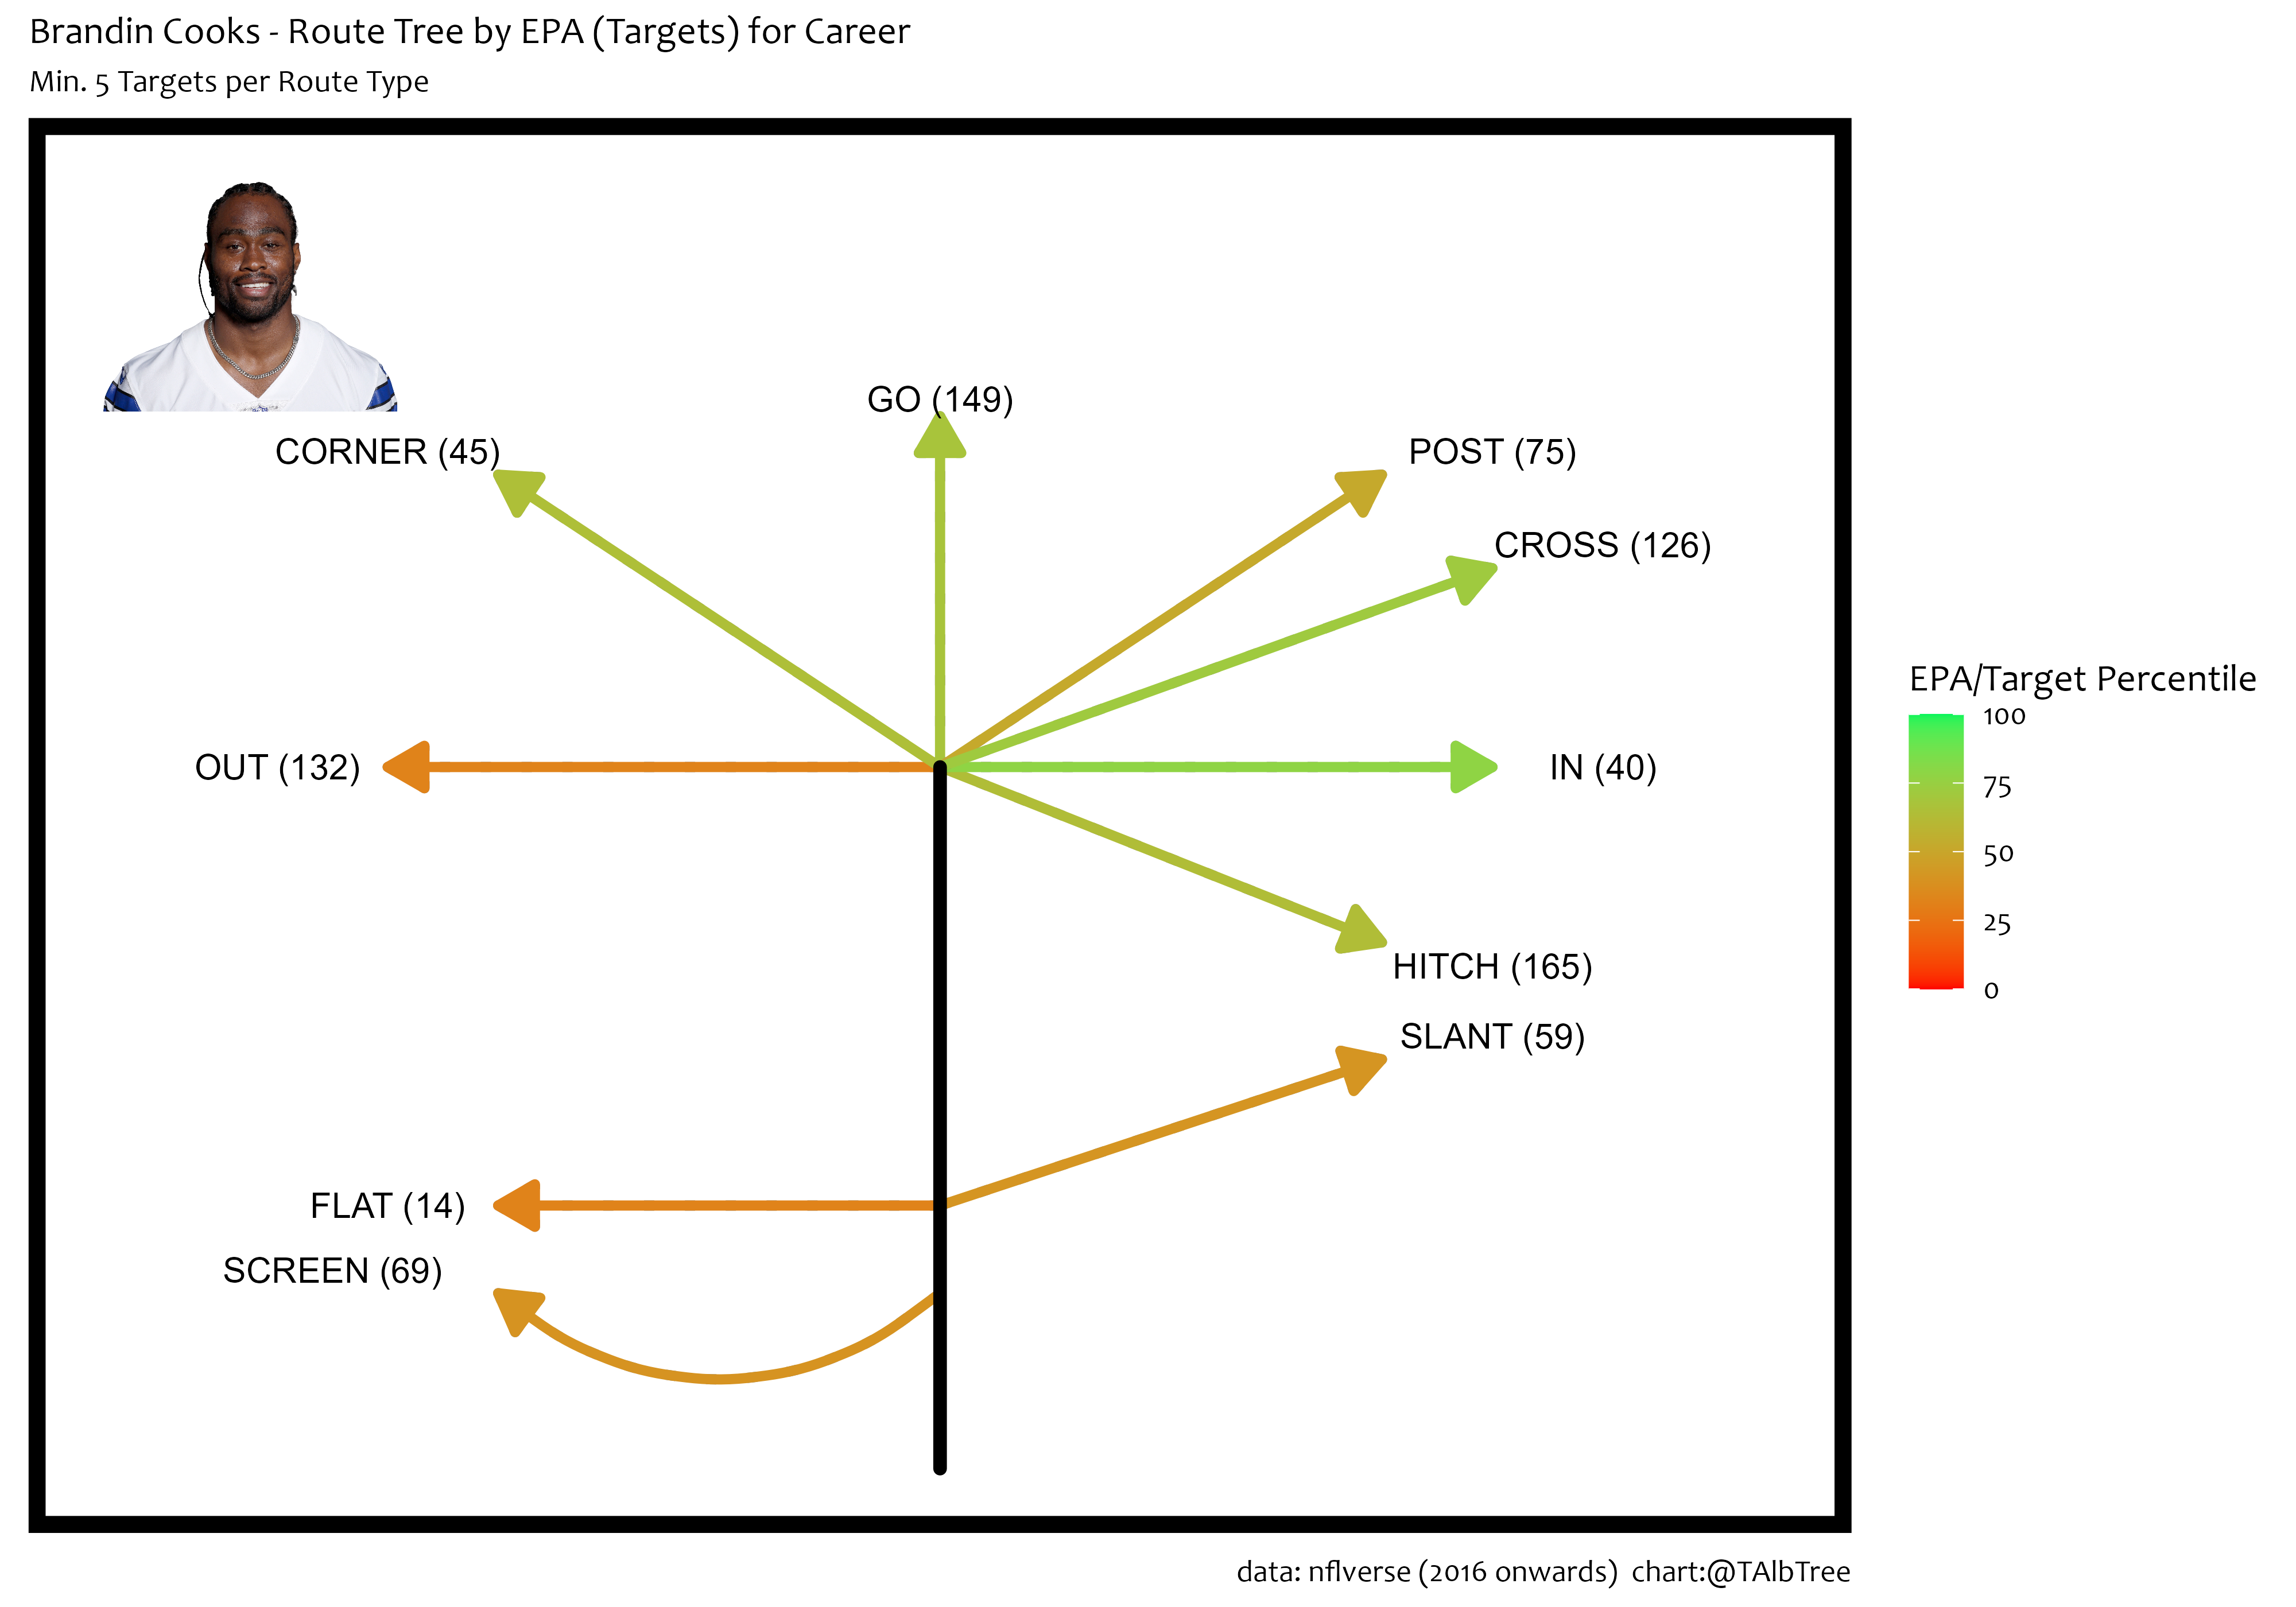 Brandin Cooks - Route Tree by EPA (Targets) for Career
Min. 5 Targets per Route Type
GO (149)
CORNER (45)
POST (75)
CROSS (126)
OUT (132)
IN (40)
HITCH (165)
SLANT (59)
FLAT (14)
SCREEN (69)
EPA/Target Percentile
100
75
50
25
0
data: nflverse (2016 onwards) chart:@TAlbTree